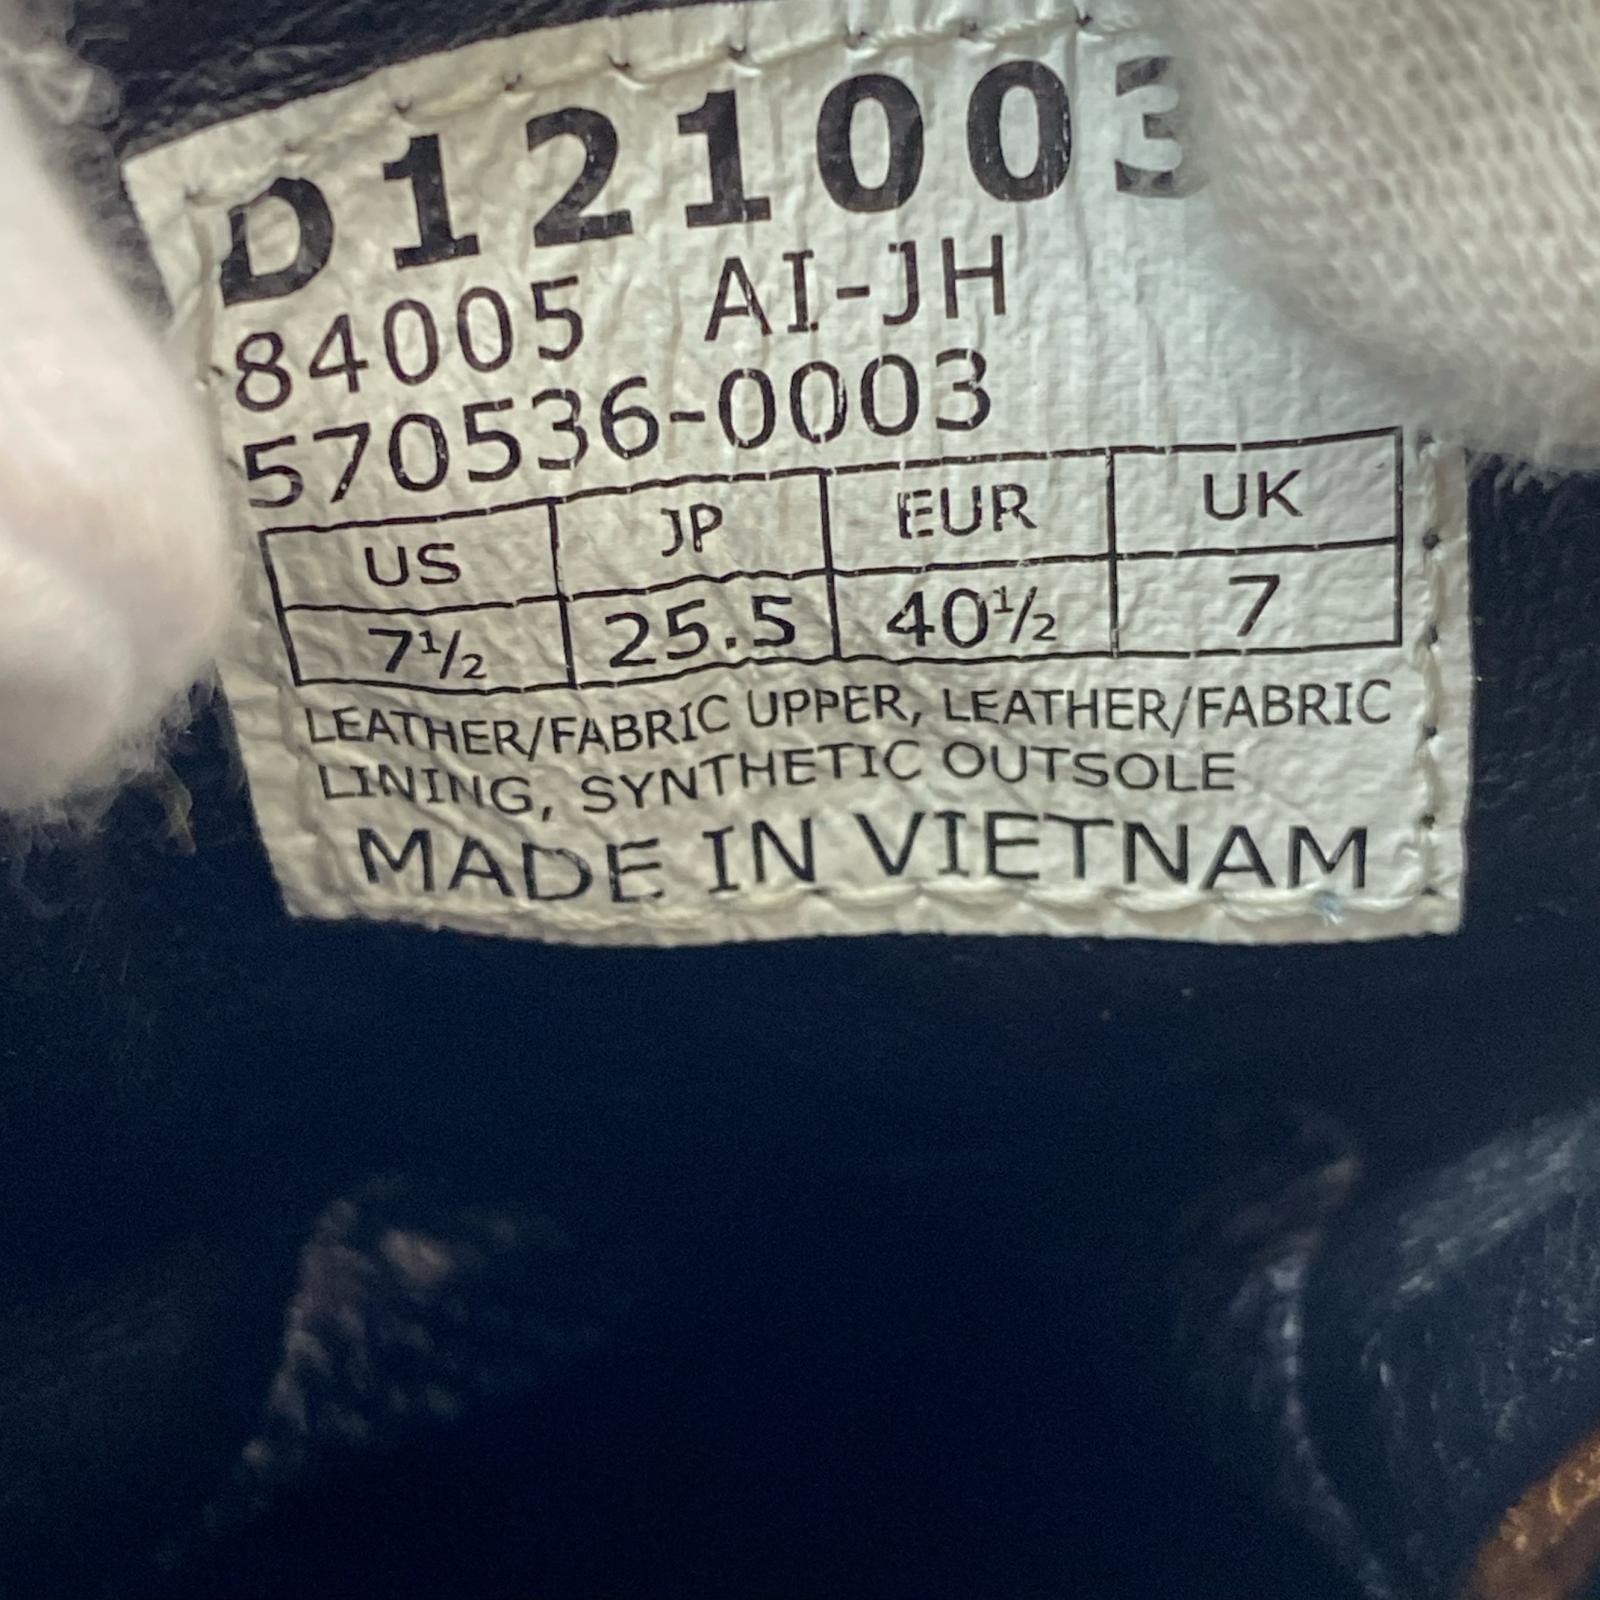 D121003
84005 AI-JH
570536-0003
US JP EUR UK
7½ 25.5 40½ 7
LEATHER/FABRIC UPPER, LEATHER/FABRIC
LINING, SYNTHETIC OUTSOLE
MADE IN VIETNAM